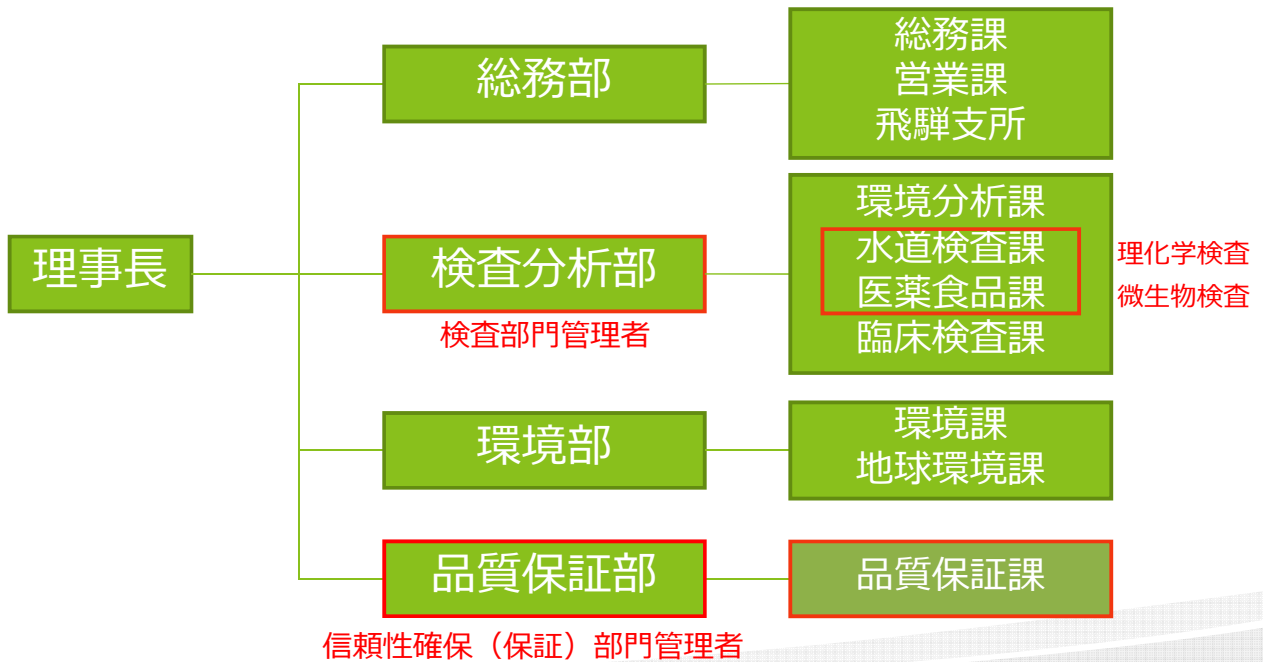 理事長
総務部
総務課
営業課
飛騨支所
検査分析部
検査部門管理者
環境分析課
水道検査課
医薬食品課
臨床検査課
理化学検査
微生物検査
環境部
環境課
地球環境課
品質保証部
信頼性確保（保証）部門管理者
品質保証課